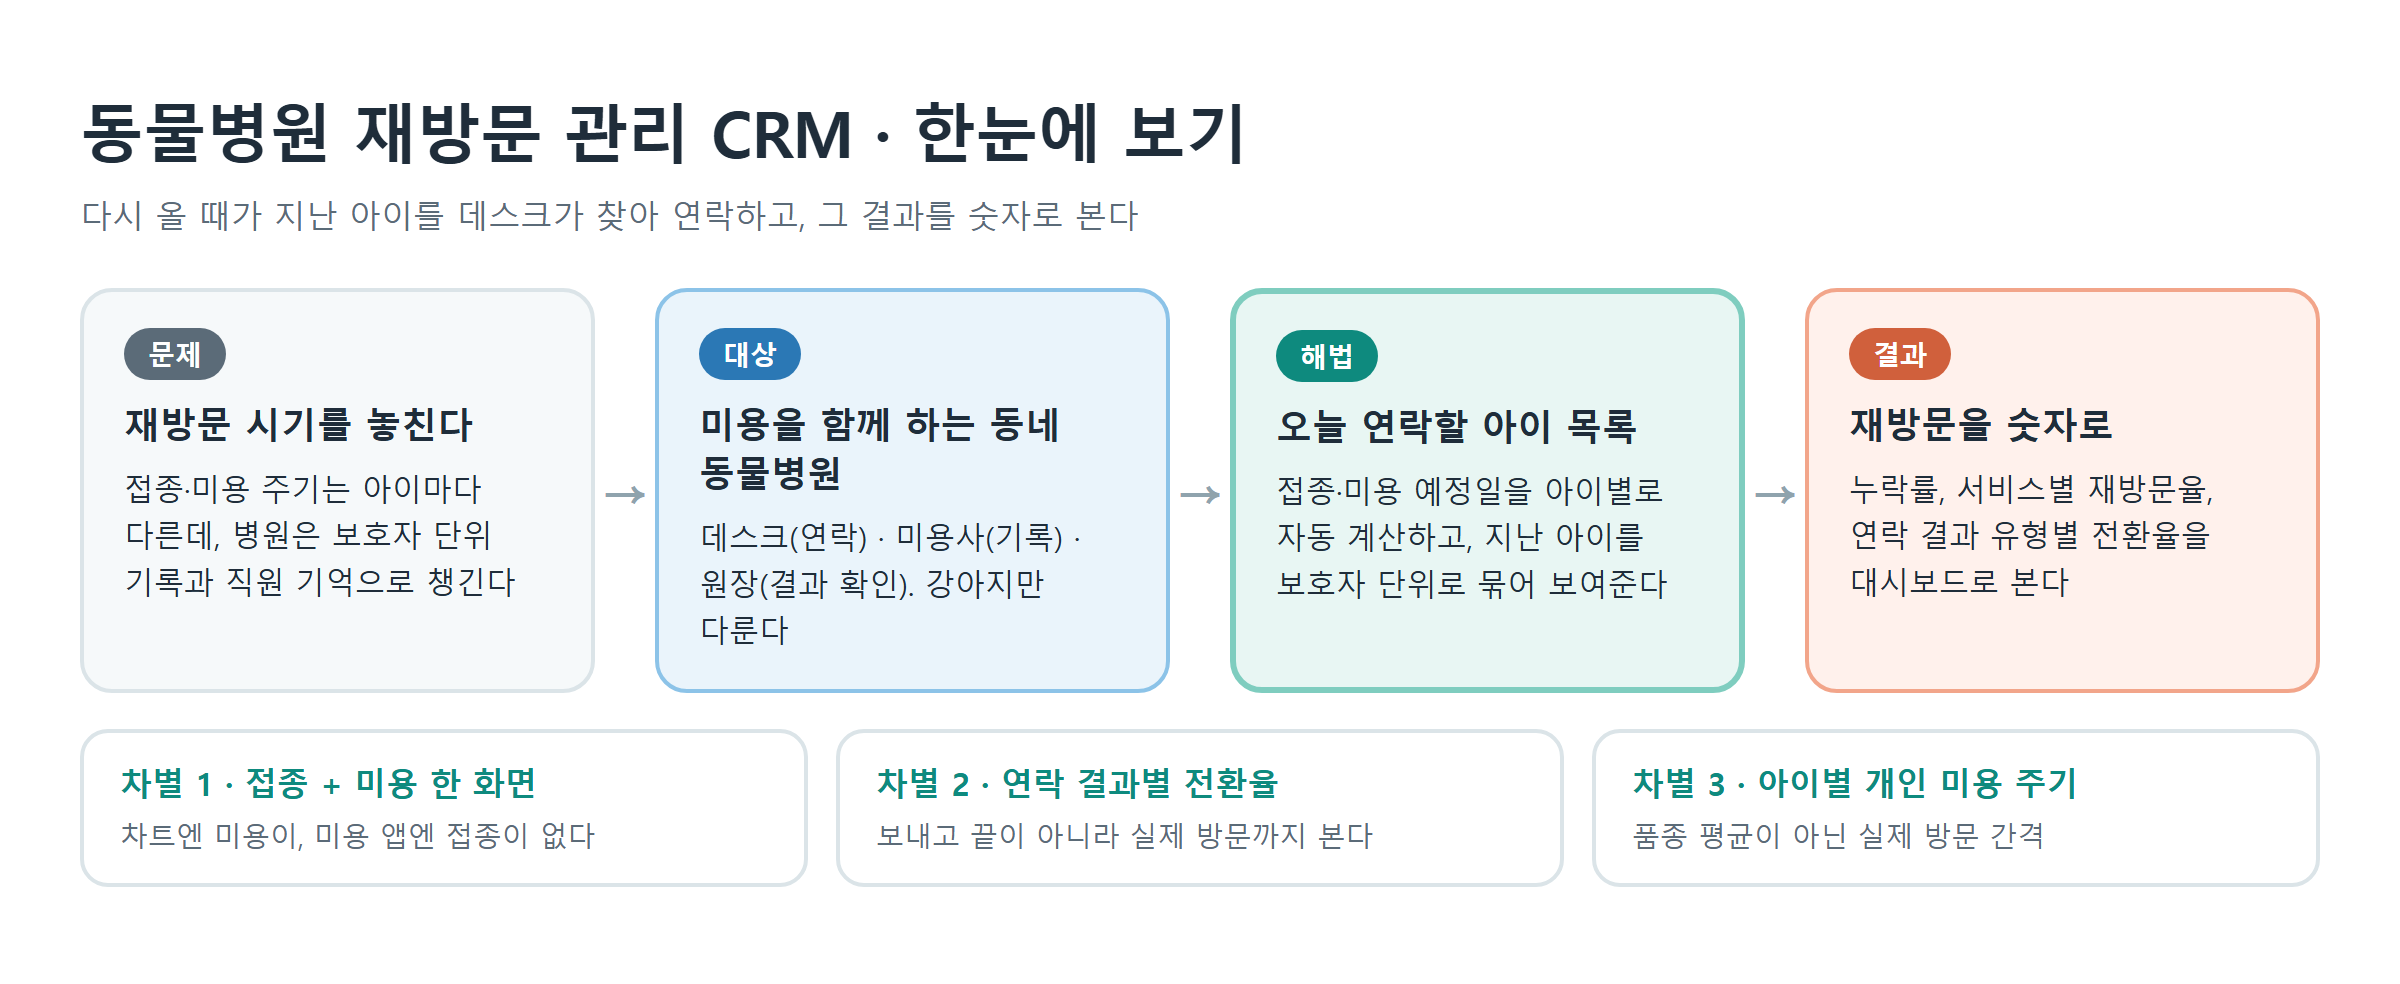 동물병원 재방문 관리 CRM · 한눈에 보기
다시 올 때가 지난 아이를 데스크가 찾아 연락하고, 그 결과를 숫자로 본다
문제
재방문 시기를 놓친다
접종·미용 주기는 아이마다
다른데, 병원은 보호자 단위
기록과 직원 기억으로 챙긴다
→
대상
미용을 함께 하는 동네
동물병원
데스크(연락) · 미용사(기록) ·
원장(결과 확인). 강아지만
다룬다
→
해법
오늘 연락할 아이 목록
접종·미용 예정일을 아이별로
자동 계산하고, 지난 아이를
보호자 단위로 묶어 보여준다
→
결과
재방문을 숫자로
누락률, 서비스별 재방문율,
연락 결과 유형별 전환율을
대시보드로 본다
차별 1 · 접종 + 미용 한 화면
차트엔 미용이, 미용 앱엔 접종이 없다
차별 2 · 연락 결과별 전환율
보내고 끝이 아니라 실제 방문까지 본다
차별 3 · 아이별 개인 미용 주기
품종 평균이 아닌 실제 방문 간격